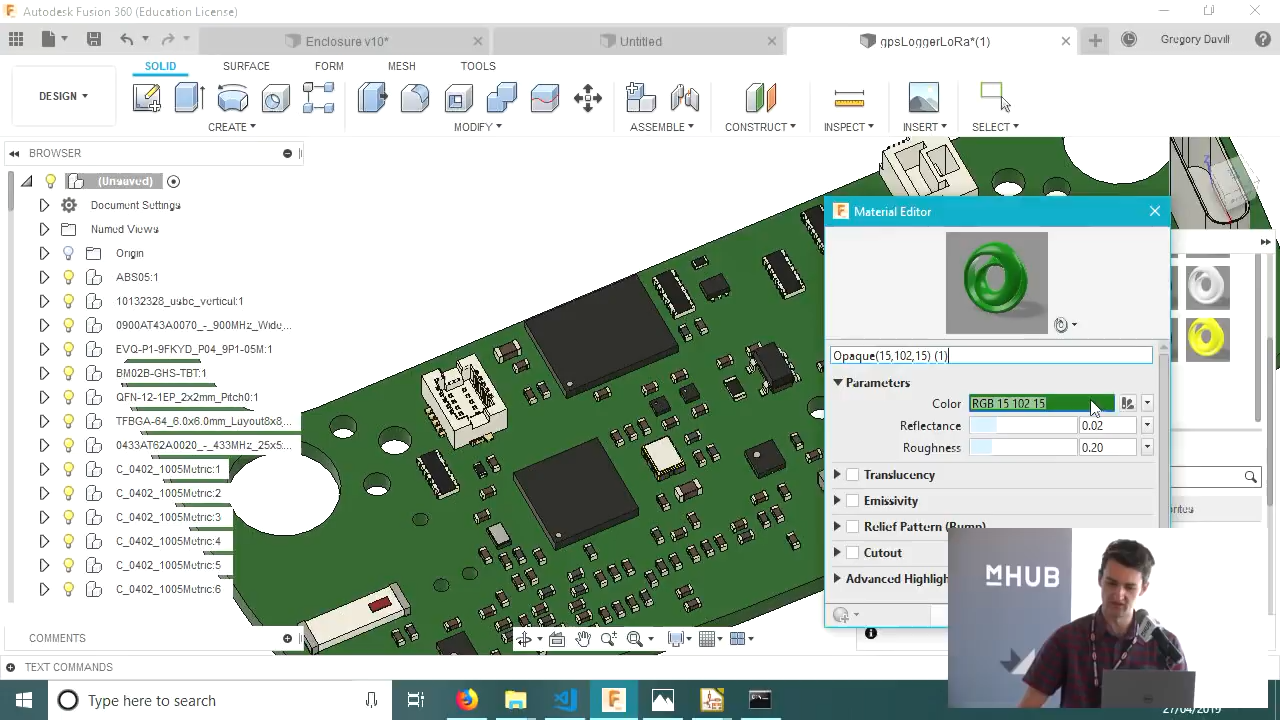 Autodesk Fusion 360 (Education License)
Enclosure v10*
Untitled
gpsLoggerLoRa*(1)
Gregory Davill
SOLID
SURFACE
FORM
MESH
TOOLS
DESIGN
CREATE
MODIFY
ASSEMBLE
CONSTRUCT
INSPECT
INSERT
SELECT
BROWSER
(Unsaved)
Document Settings
Named Views
Origin
ABS05:1
10132328_usbc_vertical:1
0900AT43A0070_-_900MHz_Wide...
EVQ-P1-9FKYD_P04_9P1-05M:1
BM02B-GHS-TBT:1
QFN-12-1EP_2x2mm_Pitch0:1
TFBGA-64_6.0x6.0mm_Layout8x8...
0433AT62A0020_-_433MHz_25x5...
C_0402_1005Metric:1
C_0402_1005Metric:2
C_0402_1005Metric:3
C_0402_1005Metric:4
C_0402_1005Metric:5
C_0402_1005Metric:6
Material Editor
Opaque(15,102,15) (1)
Parameters
Color
RGB 15 102 15
Reflectance
0.02
Roughness
0.20
Translucency
Emissivity
Relief Pattern (Bump)
Cutout
Advanced Highligh
MHUB
COMMENTS
TEXT COMMANDS
Type here to search
27/04/2019